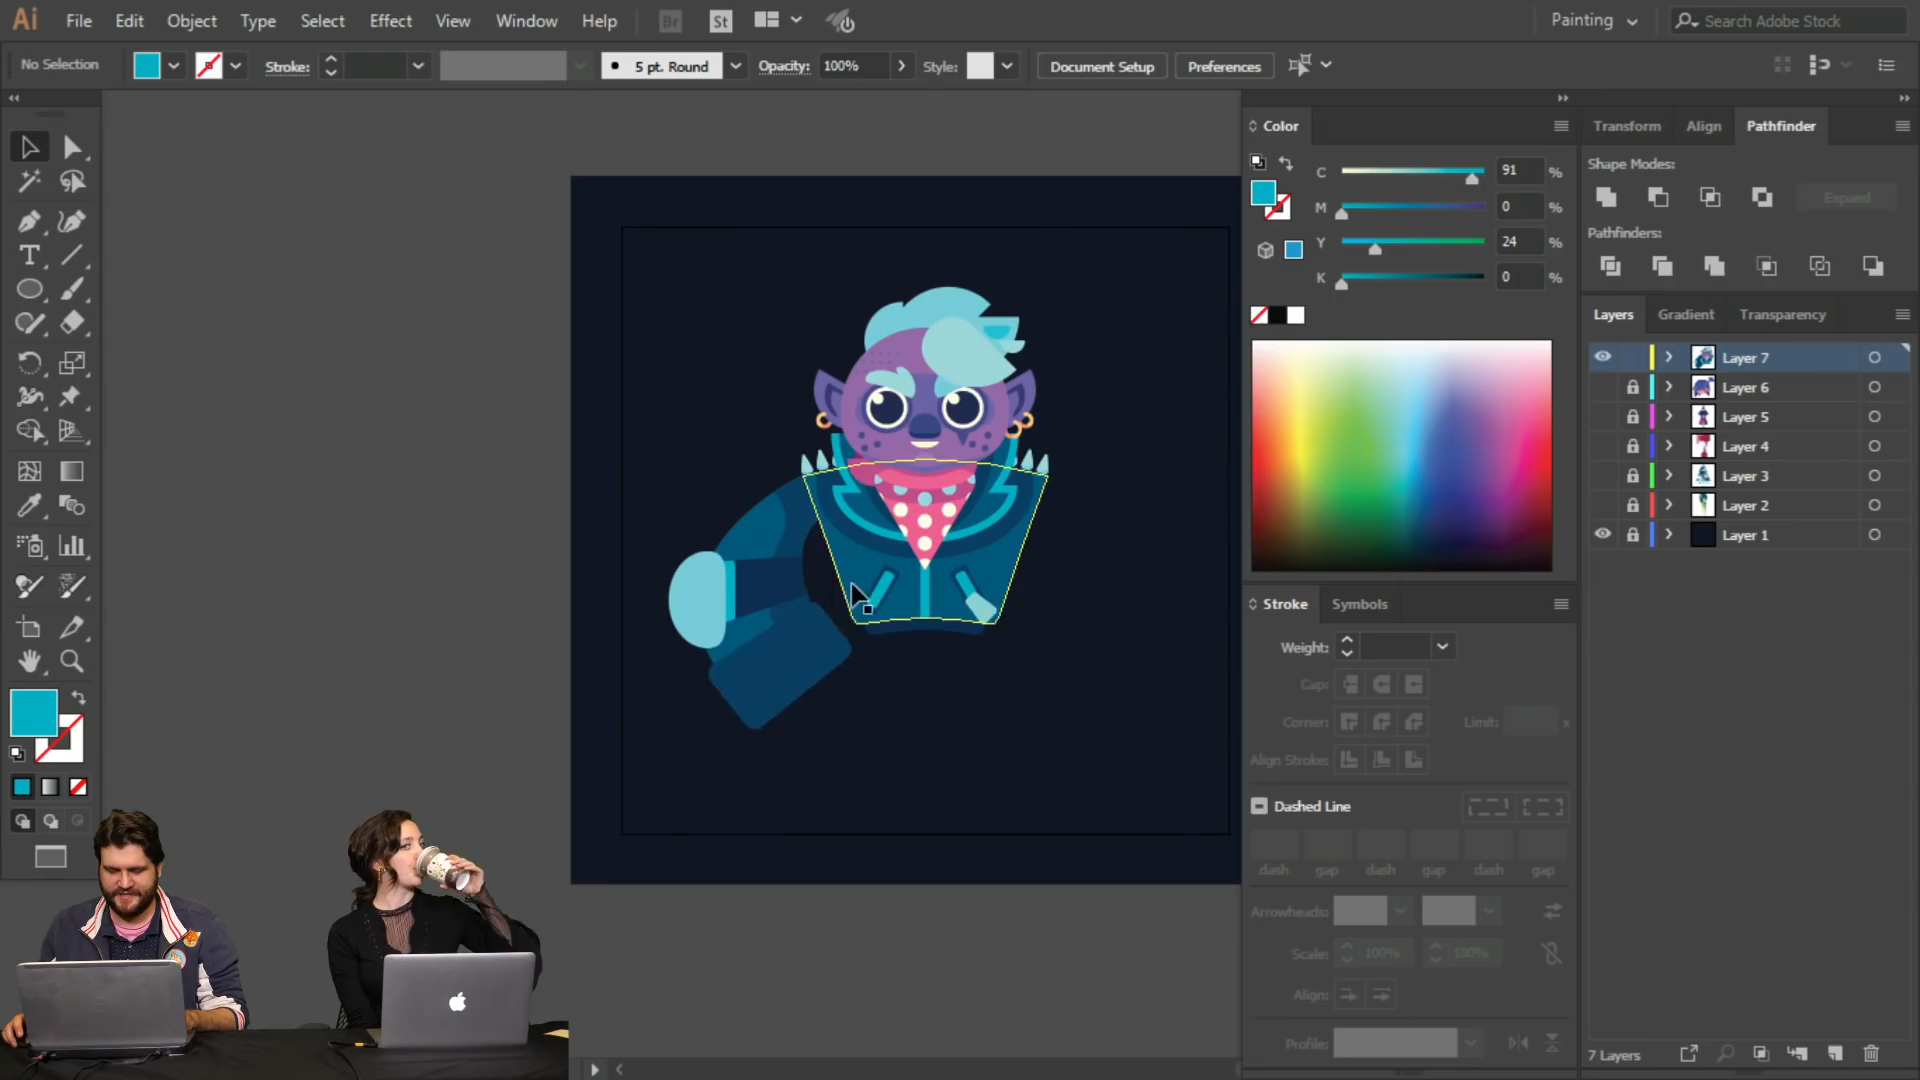 Ai File Edit Object Type Select Effect View Window Help Br St Painting Search Adobe Stock
No Selection Stroke: 5 pt. Round Opacity: 100% Style: Document Setup Preferences
Color Transform Align Pathfinder
C 91 % Shape Modes:
M 0 % Expand
Y 24 % Pathfinders:
K 0 %
Layers Gradient Transparency
Layer 7
Layer 6
Layer 5
Layer 4
Layer 3
Layer 2
Layer 1
Stroke Symbols
Weight:
Cap:
Corner: Limit: x
Align Stroke:
Dashed Line
dash gap dash gap dash gap
Arrowheads:
Scale: 100% 100%
Align:
Profile:
7 Layers